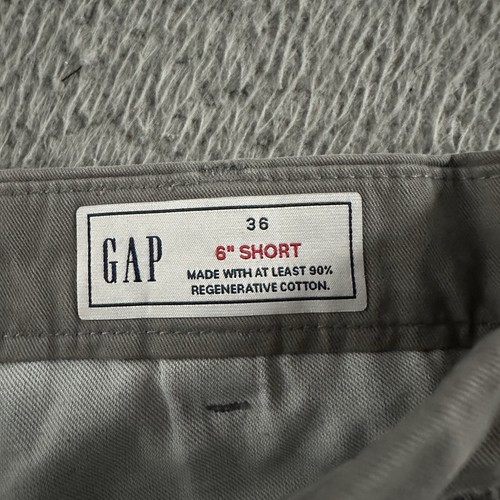 GAP
36
6" SHORT
MADE WITH AT LEAST 90%
REGENERATIVE COTTON.